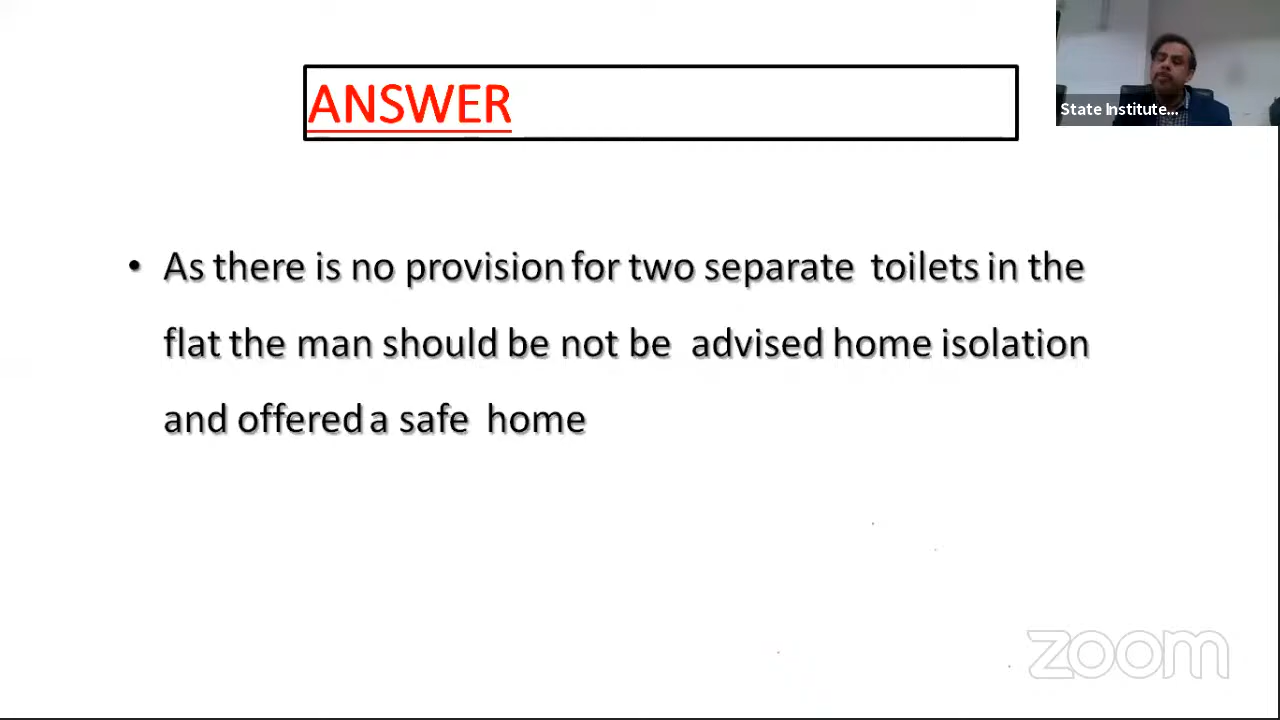 ANSWER
State Institute...
• As there is no provision for two separate toilets in the
flat the man should be not be advised home isolation
and offered a safe home
zoom